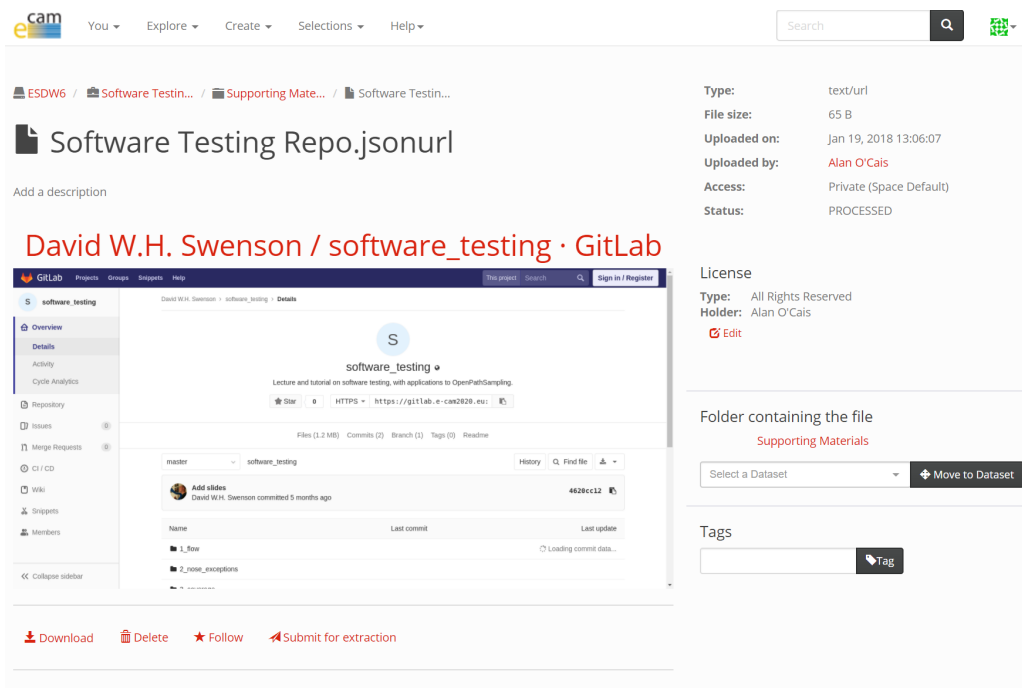 e cam
You
Explore
Create
Selections
Help
Search
ESDW6 / Software Testin... / Supporting Mate... / Software Testin...
Software Testing Repo.jsonurl
Add a description
David W.H. Swenson / software_testing · GitLab
GitLab Projects Groups Snippets Help This project Search Sign in / Register
S software_testing
Overview
Details
Activity
Cycle Analytics
Repository
Issues 0
Merge Requests 0
CI / CD
Wiki
Snippets
Members
Collapse sidebar
David W.H. Swenson > software_testing > Details
S
software_testing
Lecture and tutorial on software testing, with applications to OpenPathSampling.
Star 0 HTTPS https://gitlab.e-cam2020.eu:
Files (1.2 MB) Commits (2) Branch (1) Tags (0) Readme
master software_testing History Find file
Add slides
David W.H. Swenson committed 5 months ago
4620cc12
Name Last commit Last update
1_flow Loading commit data...
2_nose_exceptions
Download Delete Follow Submit for extraction
Type: text/url
File size: 65 B
Uploaded on: Jan 19, 2018 13:06:07
Uploaded by: Alan O'Cais
Access: Private (Space Default)
Status: PROCESSED
License
Type: All Rights Reserved
Holder: Alan O'Cais
Edit
Folder containing the file
Supporting Materials
Select a Dataset Move to Dataset
Tags
Tag